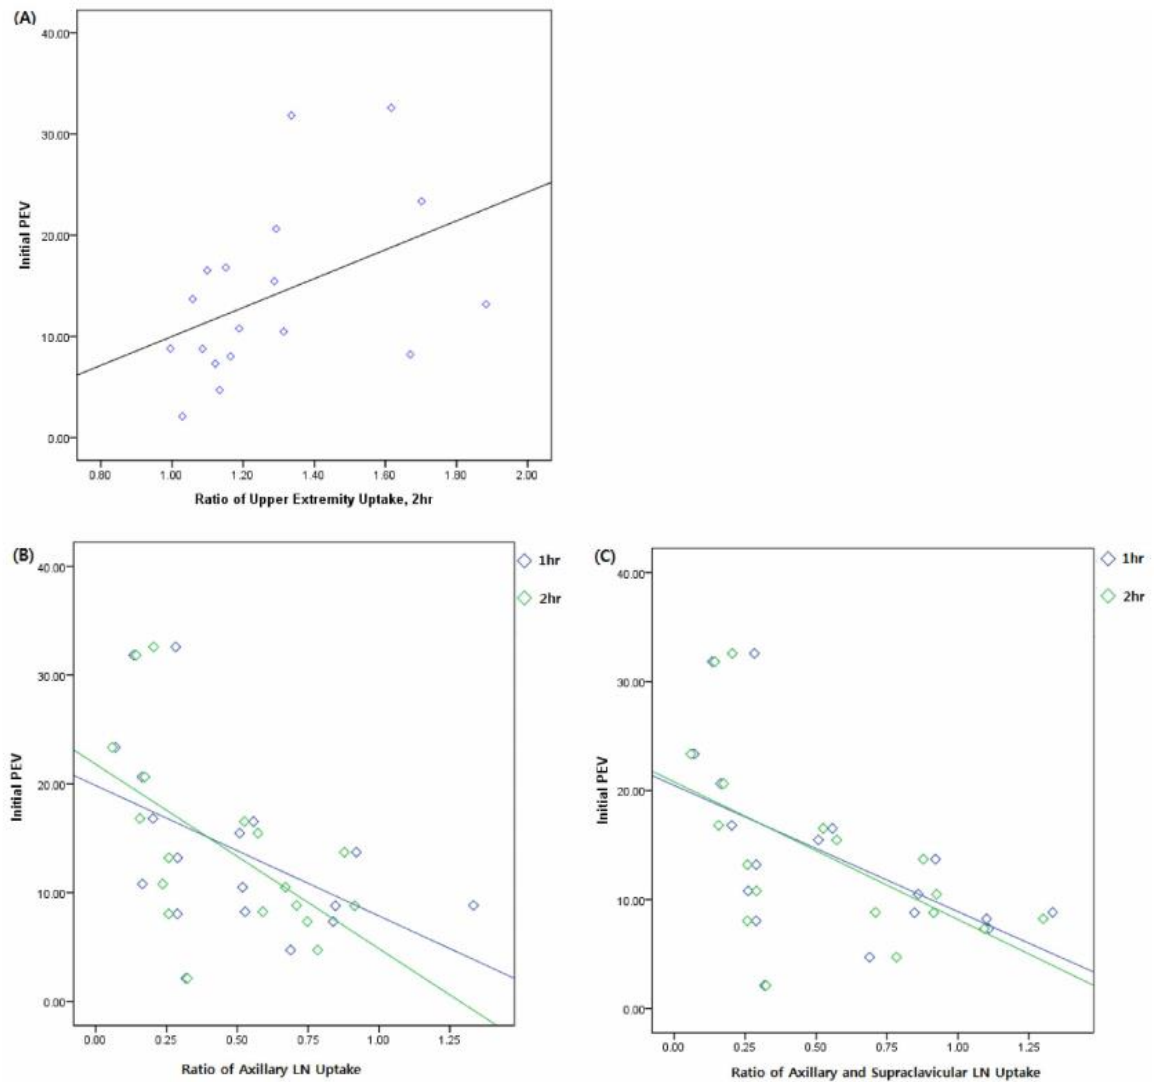 (A)
40.00
30.00
20.00
10.00
0.00
Initial PEV
0.80 1.00 1.20 1.40 1.60 1.80 2.00
Ratio of Upper Extremity Uptake, 2hr
(B)
1hr
2hr
40.00
30.00
20.00
10.00
0.00
Initial PEV
0.00 0.25 0.50 0.75 1.00 1.25
Ratio of Axillary LN Uptake
(C)
1hr
2hr
40.00
30.00
20.00
10.00
0.00
Initial PEV
0.00 0.25 0.50 0.75 1.00 1.25
Ratio of Axillary and Supraclavicular LN Uptake